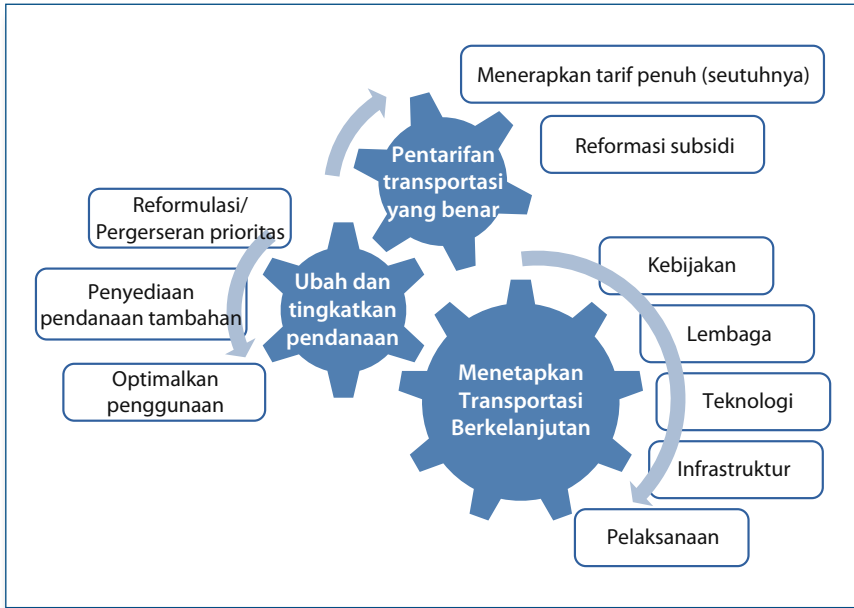 Menerapkan tarif penuh (seutuhnya)
Reformasi subsidi
Pentarifan
transportasi
yang benar
Reformulasi/
Pergerseran prioritas
Penyediaan
pendanaan tambahan
Optimalkan
penggunaan
Ubah dan
tingkatkan
pendanaan
Menetapkan
Transportasi
Berkelanjutan
Kebijakan
Lembaga
Teknologi
Infrastruktur
Pelaksanaan